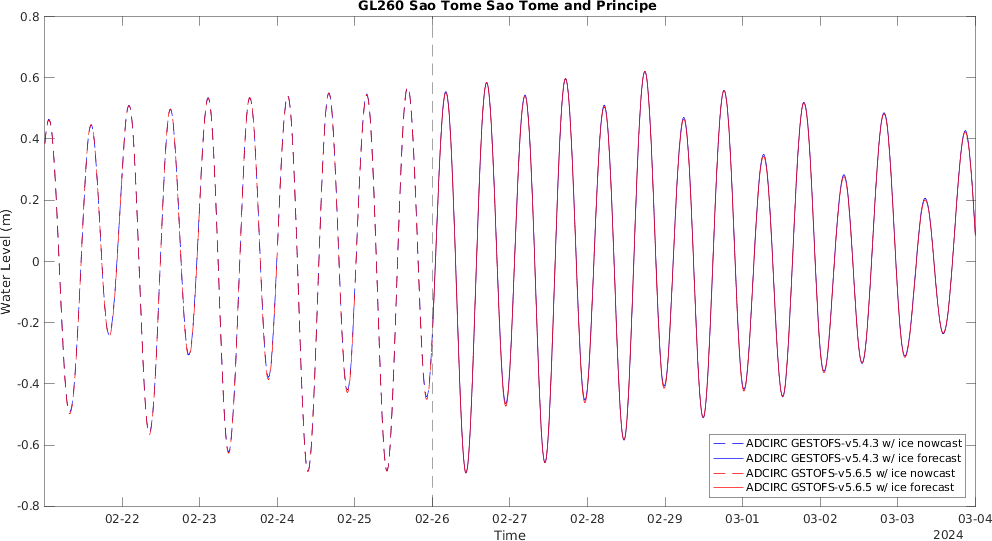 GL260 Sao Tome Sao Tome and Principe
0.8
0.6
0.4
0.2
0
-0.2
-0.4
-0.6
-0.8
Water Level (m)
ADCIRC GESTOFS-v5.4.3 w/ ice nowcast
ADCIRC GESTOFS-v5.4.3 w/ ice forecast
ADCIRC GSTOFS-v5.6.5 w/ ice nowcast
ADCIRC GSTOFS-v5.6.5 w/ ice forecast
02-22 02-23 02-24 02-25 02-26 02-27 02-28 02-29 03-01 03-02 03-03 03-04
Time
2024